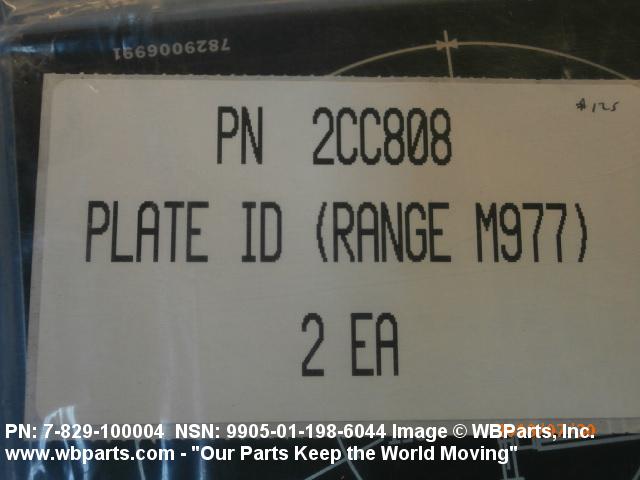 7829006991
$125
PN 2CC808
PLATE ID (RANGE M977)
2 EA
PN: 7-829-100004 NSN: 9905-01-198-6044 Image © WBParts, Inc.
www.wbparts.com - "Our Parts Keep the World Moving"